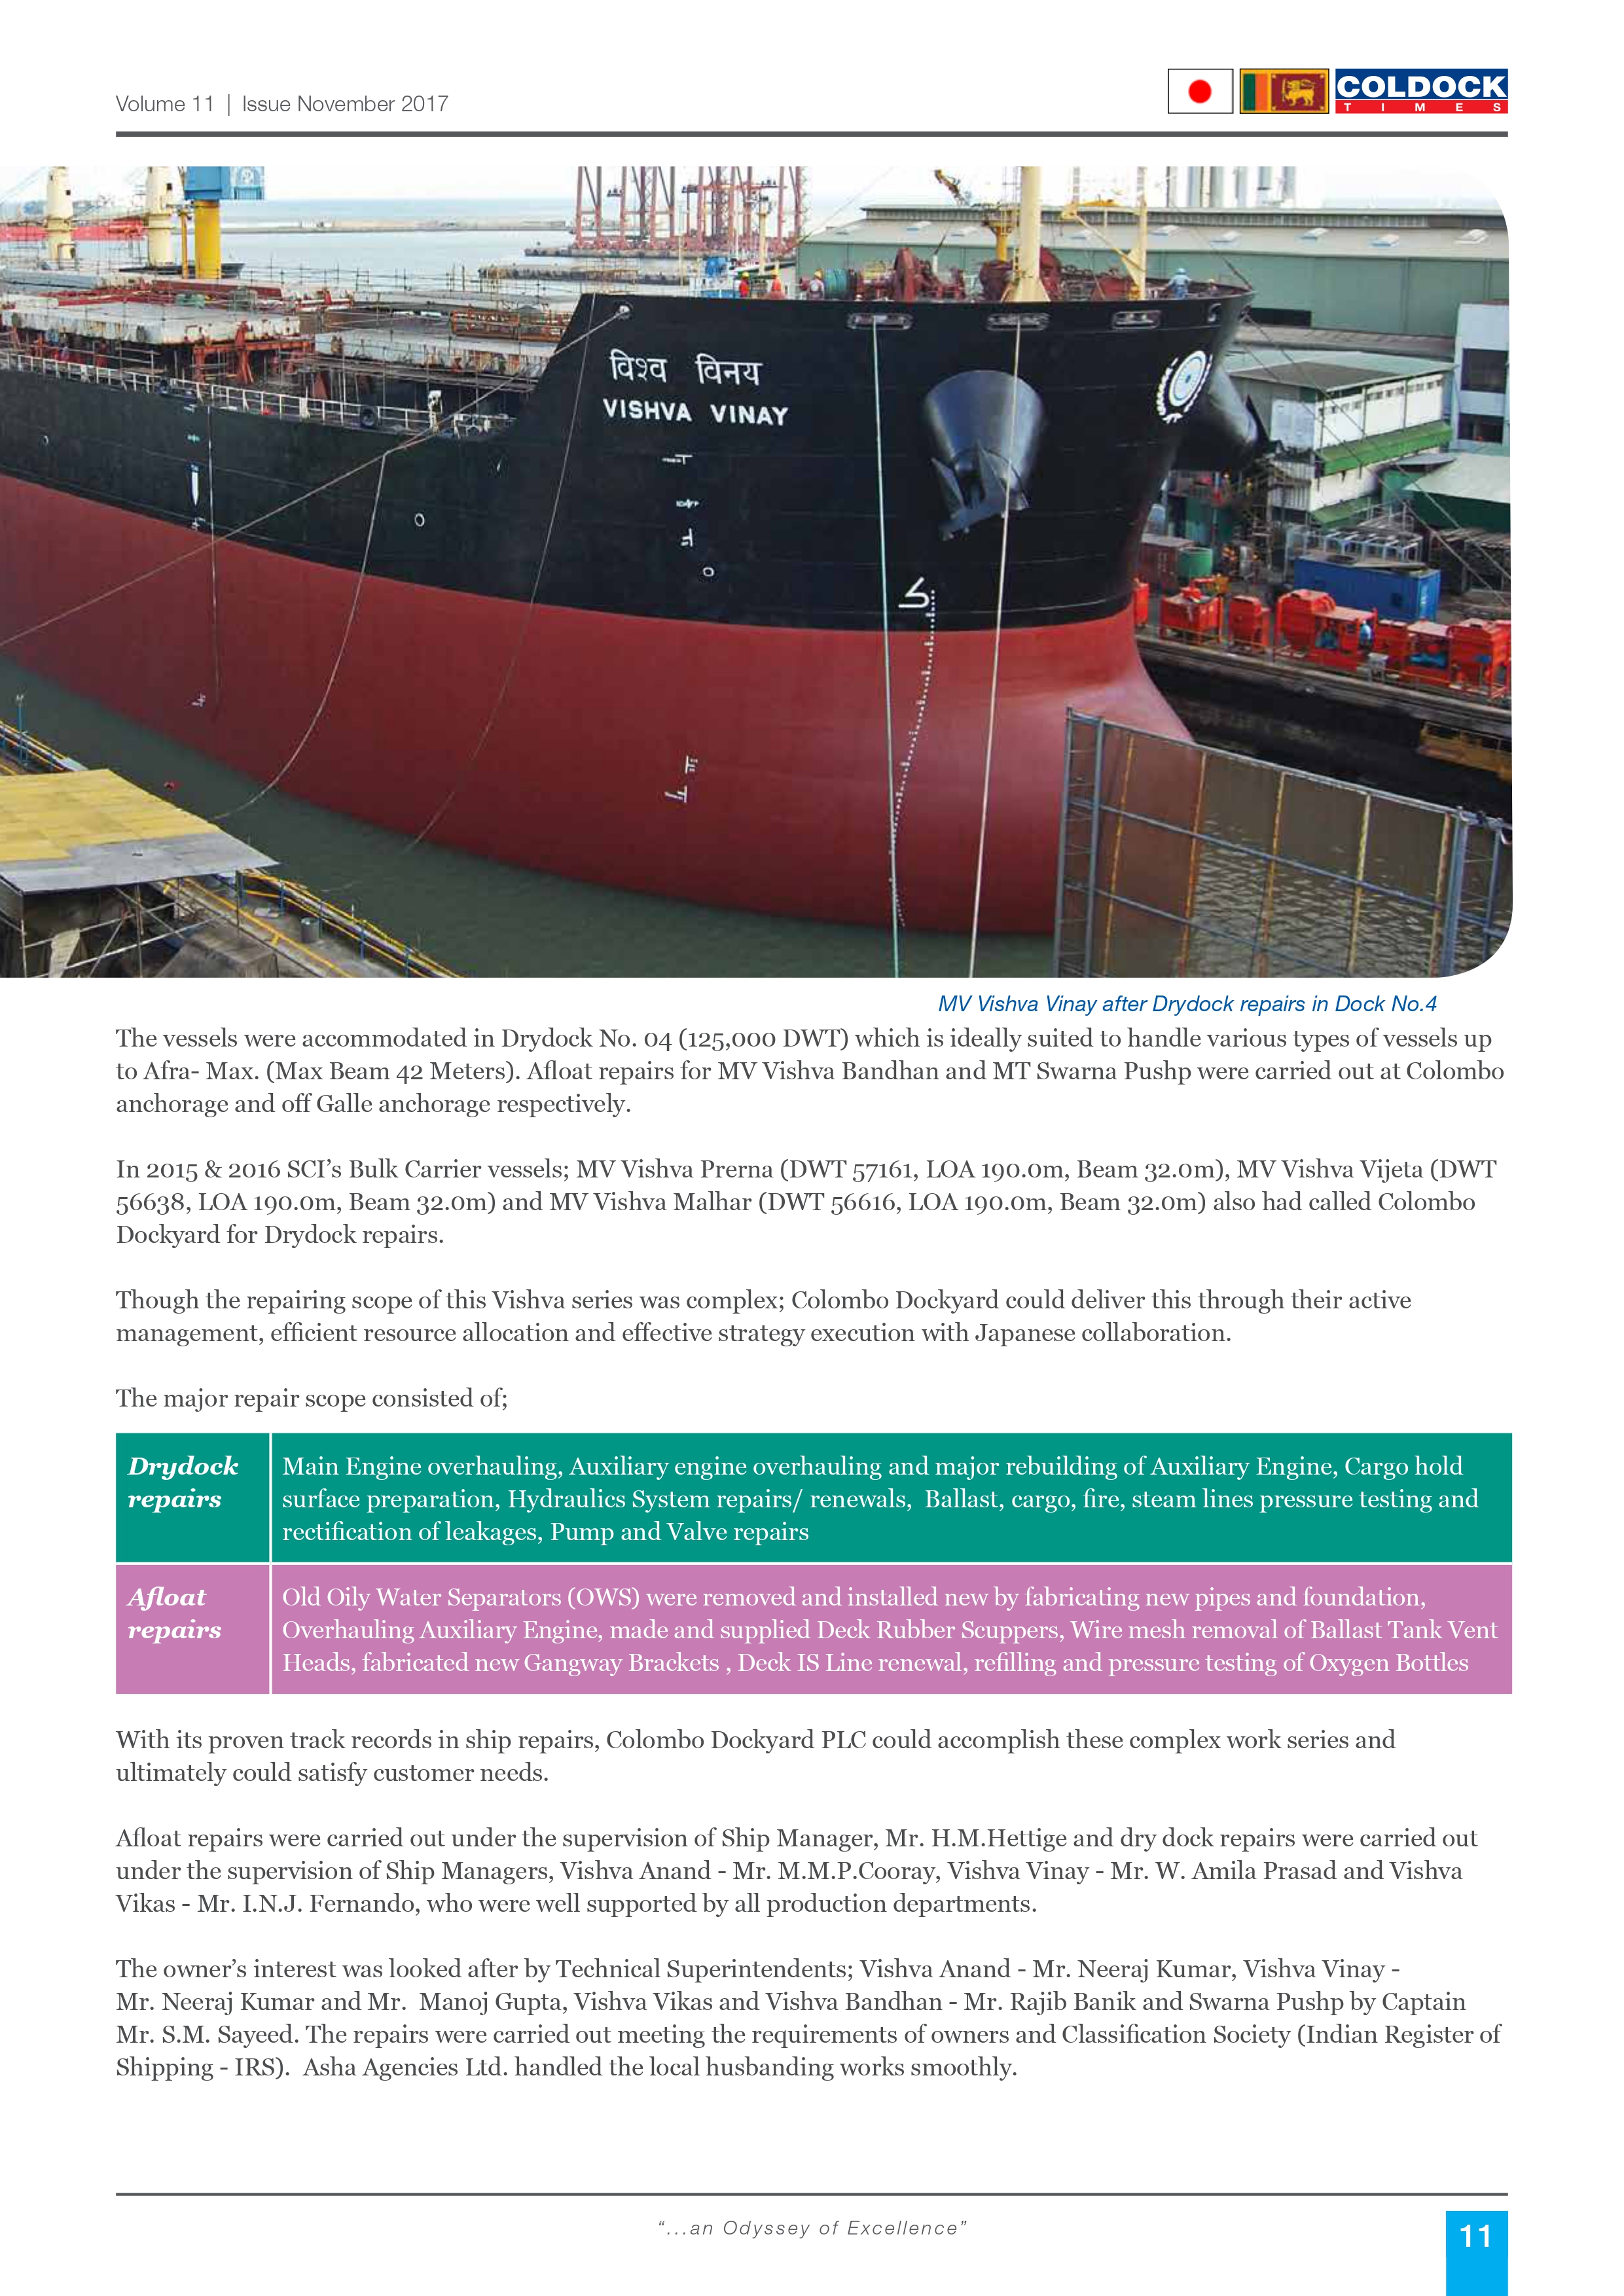 Volume 11 | Issue November 2017
COLDOCK
TIMES
विश्व विनय
VISHVA VINAY
MV Vishva Vinay after Drydock repairs in Dock No.4
The vessels were accommodated in Drydock No. 04 (125,000 DWT) which is ideally suited to handle various types of vessels up
to Afra- Max. (Max Beam 42 Meters). Afloat repairs for MV Vishva Bandhan and MT Swarna Pushp were carried out at Colombo
anchorage and off Galle anchorage respectively.
In 2015 & 2016 SCI’s Bulk Carrier vessels; MV Vishva Prerna (DWT 57161, LOA 190.0m, Beam 32.0m), MV Vishva Vijeta (DWT
56638, LOA 190.0m, Beam 32.0m) and MV Vishva Malhar (DWT 56616, LOA 190.0m, Beam 32.0m) also had called Colombo
Dockyard for Drydock repairs.
Though the repairing scope of this Vishva series was complex; Colombo Dockyard could deliver this through their active
management, efficient resource allocation and effective strategy execution with Japanese collaboration.
The major repair scope consisted of;
Drydock
repairs
Main Engine overhauling, Auxiliary engine overhauling and major rebuilding of Auxiliary Engine, Cargo hold
surface preparation, Hydraulics System repairs/ renewals,  Ballast, cargo, fire, steam lines pressure testing and
rectification of leakages, Pump and Valve repairs
Afloat
repairs
Old Oily Water Separators (OWS) were removed and installed new by fabricating new pipes and foundation,
Overhauling Auxiliary Engine, made and supplied Deck Rubber Scuppers, Wire mesh removal of Ballast Tank Vent
Heads, fabricated new Gangway Brackets , Deck IS Line renewal, refilling and pressure testing of Oxygen Bottles
With its proven track records in ship repairs, Colombo Dockyard PLC could accomplish these complex work series and
ultimately could satisfy customer needs.
Afloat repairs were carried out under the supervision of Ship Manager, Mr. H.M.Hettige and dry dock repairs were carried out
under the supervision of Ship Managers, Vishva Anand - Mr. M.M.P.Cooray, Vishva Vinay - Mr. W. Amila Prasad and Vishva
Vikas - Mr. I.N.J. Fernando, who were well supported by all production departments.
The owner’s interest was looked after by Technical Superintendents; Vishva Anand - Mr. Neeraj Kumar, Vishva Vinay -
Mr. Neeraj Kumar and Mr.  Manoj Gupta, Vishva Vikas and Vishva Bandhan - Mr. Rajib Banik and Swarna Pushp by Captain
Mr. S.M. Sayeed. The repairs were carried out meeting the requirements of owners and Classification Society (Indian Register of
Shipping - IRS).  Asha Agencies Ltd. handled the local husbanding works smoothly.
“...an Odyssey of Excellence”
11